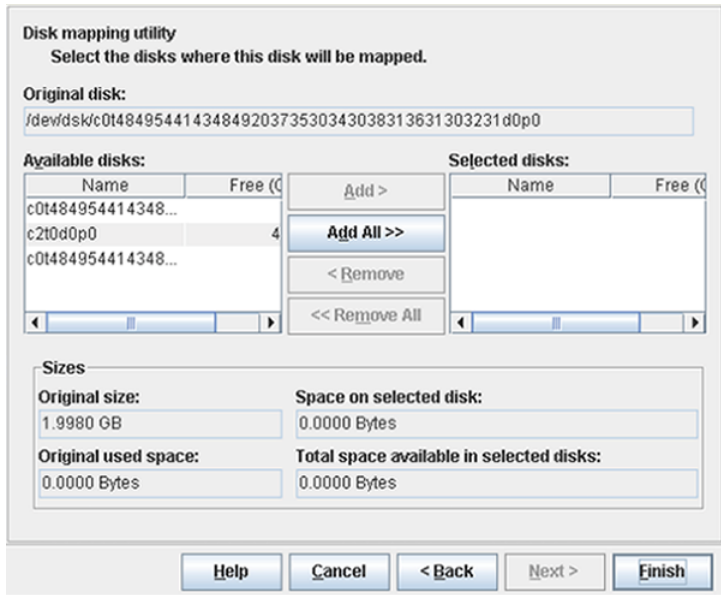 Disk mapping utility
Select the disks where this disk will be mapped.
Original disk:
/dev/dsk/c0t48495441434849203735303430383136313032 31d0p0
Available disks:
Selected disks:
Name Free (G
Name Free (G
c0t484954414348...
c2t0d0p0 4
c0t484954414348...
Add >
Add All >>
< Remove
<< Remove All
Sizes
Original size:
Space on selected disk:
1.9980 GB
0.0000 Bytes
Original used space:
Total space available in selected disks:
0.0000 Bytes
0.0000 Bytes
Help Cancel < Back Next > Finish